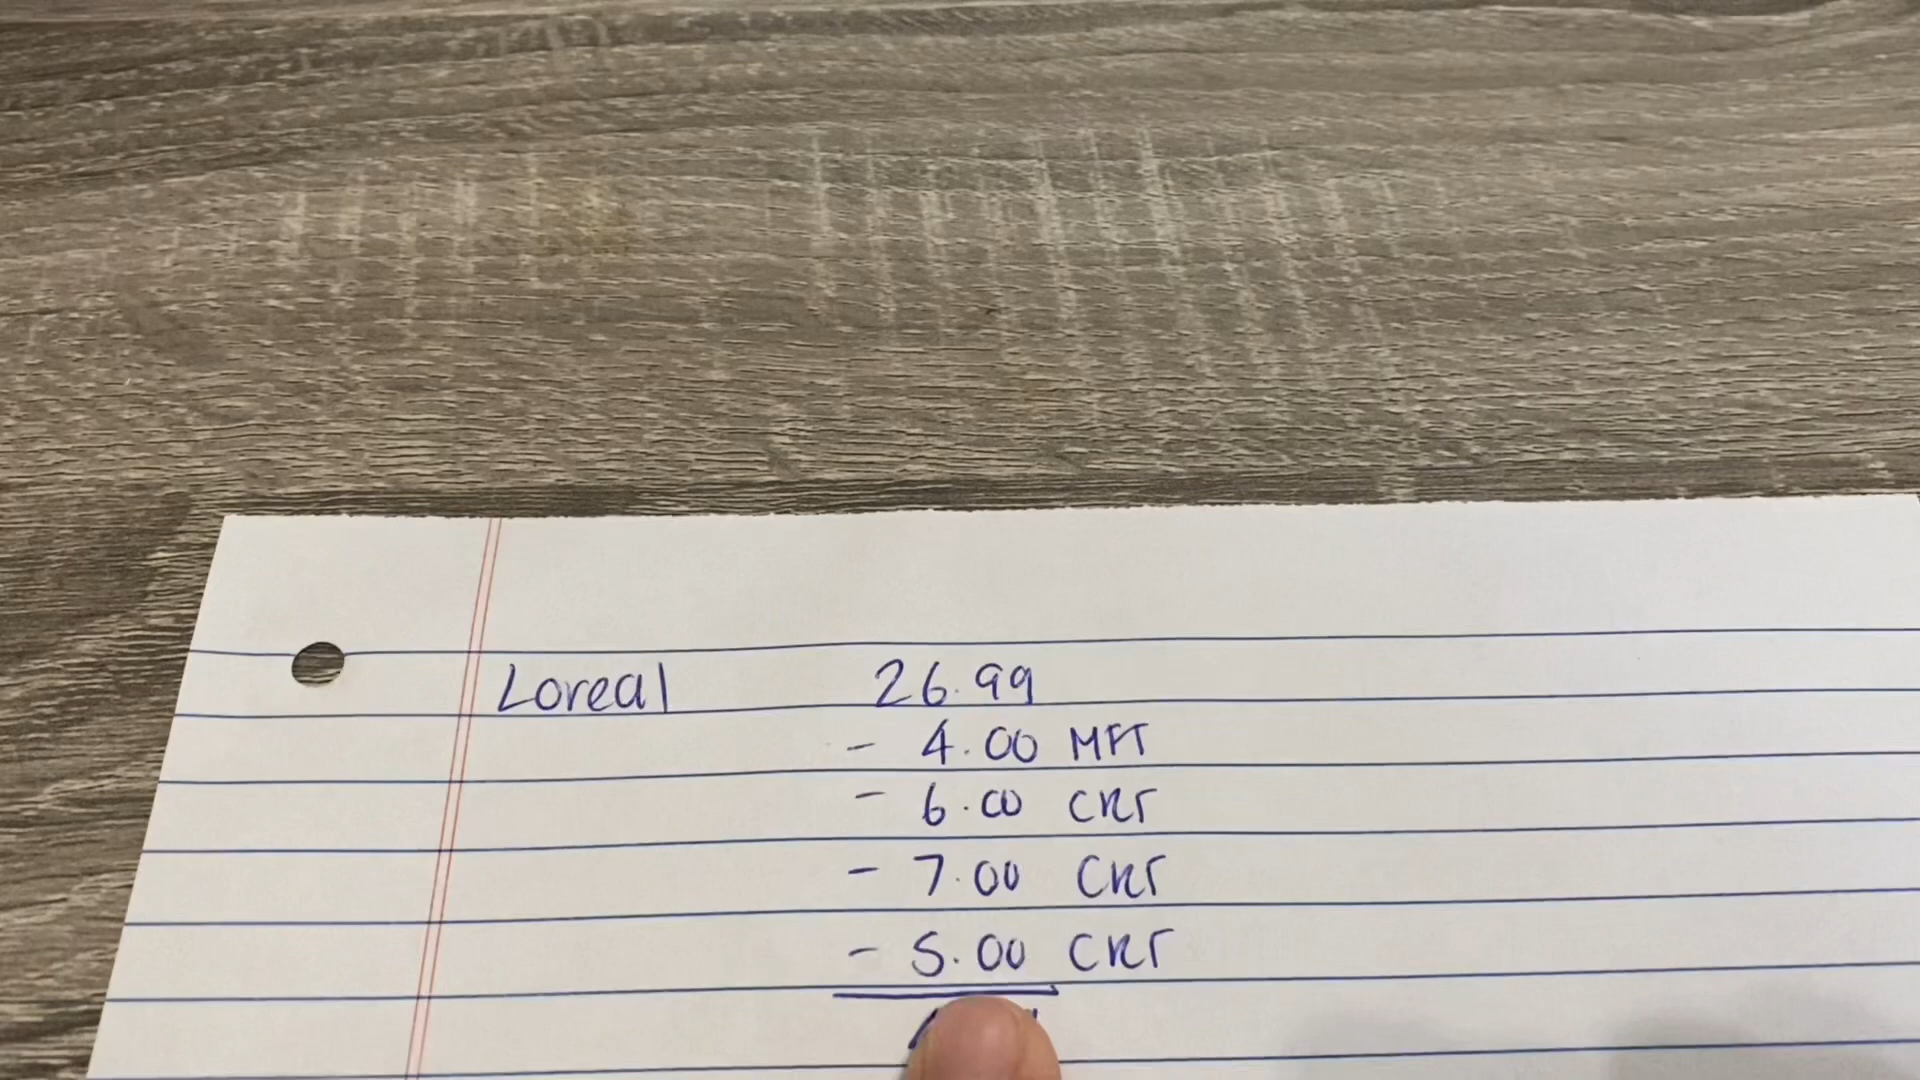 Loreal 26.99
- 4.00 MFT
- 6.00 CRT
- 7.00 CRT
- 5.00 CRT